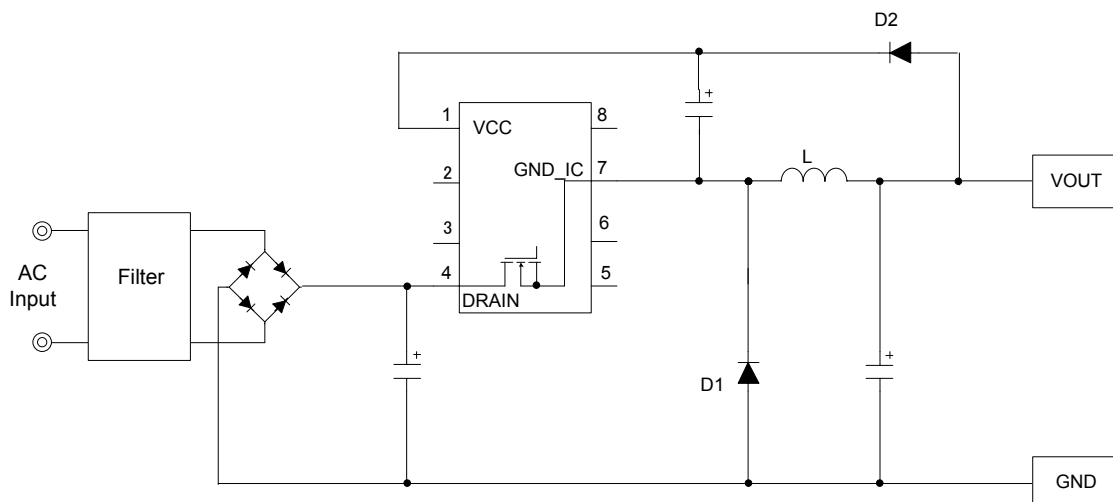 D2
+
1
VCC
8
2
GND_IC
7
L
VOUT
3
6
AC
Input
Filter
4
5
DRAIN
+
D1
+
GND